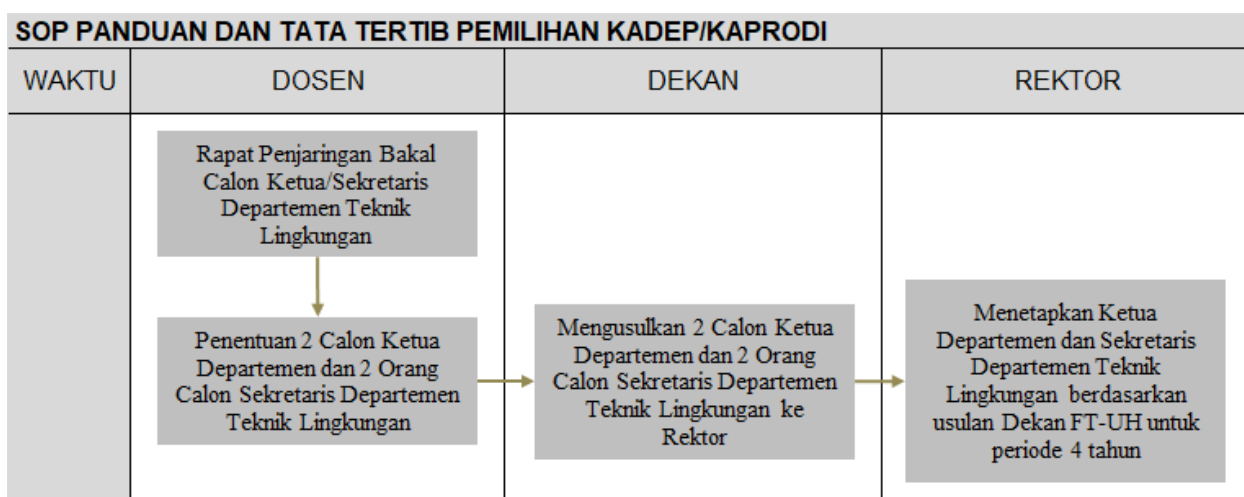 SOP PANDUAN DAN TATA TERTIB PEMILIHAN KADEP/KAPRODI
WAKTU
DOSEN
DEKAN
REKTOR
Rapat Penjaringan Bakal
Calon Ketua/Sekretaris
Departemen Teknik
Lingkungan
Penentuan 2 Calon Ketua
Departemen dan 2 Orang
Calon Sekretaris Departemen
Teknik Lingkungan
Mengusulkan 2 Calon Ketua
Departemen dan 2 Orang
Calon Sekretaris Departemen
Teknik Lingkungan ke
Rektor
Menetapkan Ketua
Departemen dan Sekretaris
Departemen Teknik
Lingkungan berdasarkan
usulan Dekan FT-UH untuk
periode 4 tahun